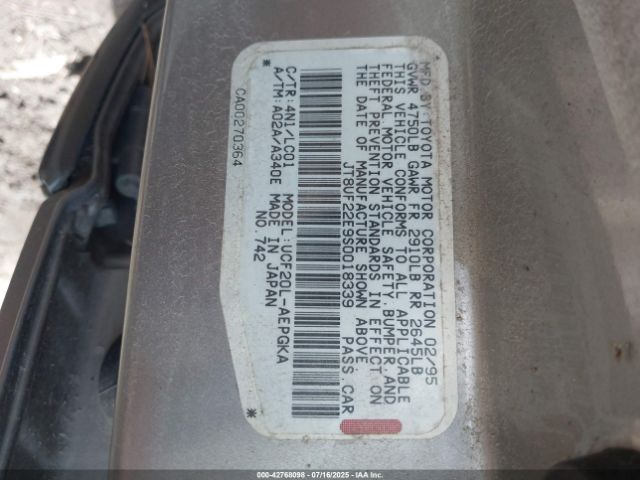 MFD.BY:TOYOTA MOTOR CORPORATION 02/95
GVWR 4750LB GAWR FR 2910LB RR 2645LB
THIS VEHICLE CONFORMS TO ALL APPLICABLE
FEDERAL MOTOR VEHICLE SAFETY,BUMPER,AND
THEFT PREVENTION STANDARDS IN EFFECT ON
THE DATE OF MANUFACTURE SHOWN ABOVE.
JT8UF22E9S0018339 PASS.CAR
C/TR:4N1/LC01 MODEL:UCF20L-AEPGKA
A/TM:A02A/A340E MADE IN JAPAN
NO.742
CA00270364
000-42768098 - 07/16/2025 - IAAHCSERVICES